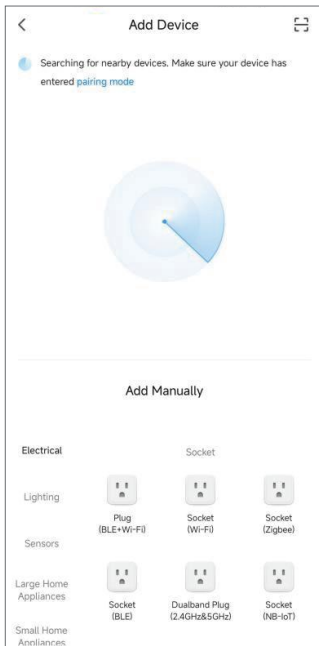 Add Device
Searching for nearby devices. Make sure your device has
entered pairing mode
Add Manually
Electrical
Socket
Lighting
Plug
(BLE+Wi-Fi)
Socket
(Wi-Fi)
Socket
(Zigbee)
Sensors
Large Home
Appliances
Socket
(BLE)
Dualband Plug
(2.4GHz&5GHz)
Socket
(NB-IoT)
Small Home
Appliances